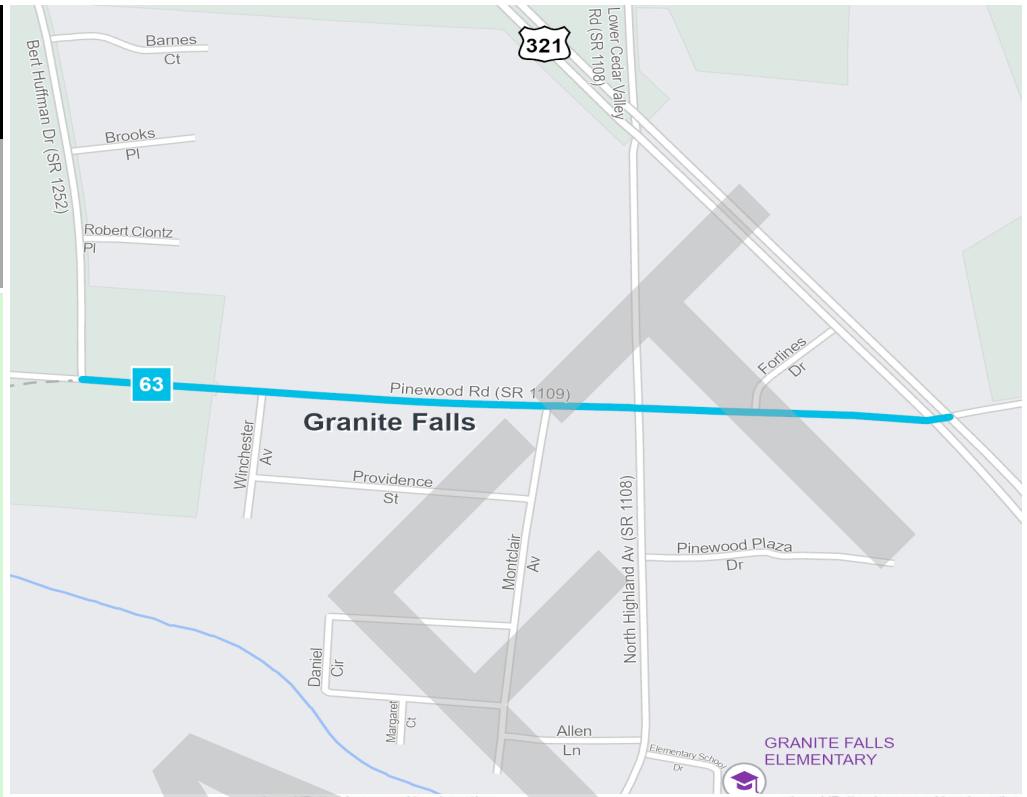 Barnes
Ct
321
Lower Cedar Valley
Rd (SR 1108)
Bert Huffman Dr (SR 1252)
Brooks
Pl
Robert Clontz
Pl
Forlines
Dr
63
Pinewood Rd (SR 1109)
Granite Falls
Winchester
Av
Providence
St
North Highland Av (SR 1108)
Montclair
Av
Pinewood Plaza
Dr
Daniel
Cir
Margaret
Ct
Allen
Ln
Elementary School
Dr
GRANITE FALLS
ELEMENTARY